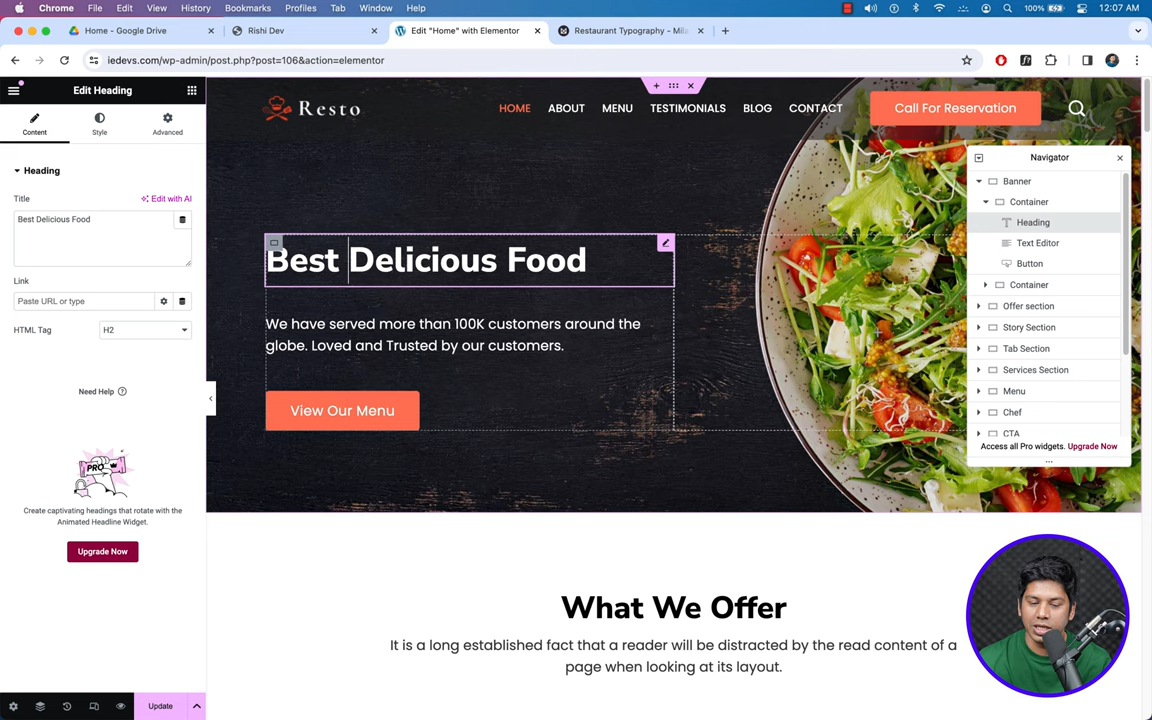 Chrome File Edit View History Bookmarks Profiles Tab Window Help 100% 12:07 AM
Home - Google Drive
Rishi Dev
Edit "Home" with Elementor
Restaurant Typography - Mila
iedevs.com/wp-admin/post.php?post=106&action=elementor
Edit Heading
Content
Style
Advanced
Heading
Title
Edit with AI
Best Delicious Food
Link
Paste URL or type
HTML Tag
H2
Need Help
PRO
Create captivating headings that rotate with the
Animated Headline Widget.
Upgrade Now
Update
Resto
HOME ABOUT MENU TESTIMONIALS BLOG CONTACT
Call For Reservation
Best Delicious Food
We have served more than 100K customers around the
globe. Loved and Trusted by our customers.
View Our Menu
Navigator
Banner
Container
Heading
Text Editor
Button
Container
Offer section
Story Section
Tab Section
Services Section
Menu
Chef
CTA
Access all Pro widgets. Upgrade Now
What We Offer
It is a long established fact that a reader will be distracted by the read content of a
page when looking at its layout.